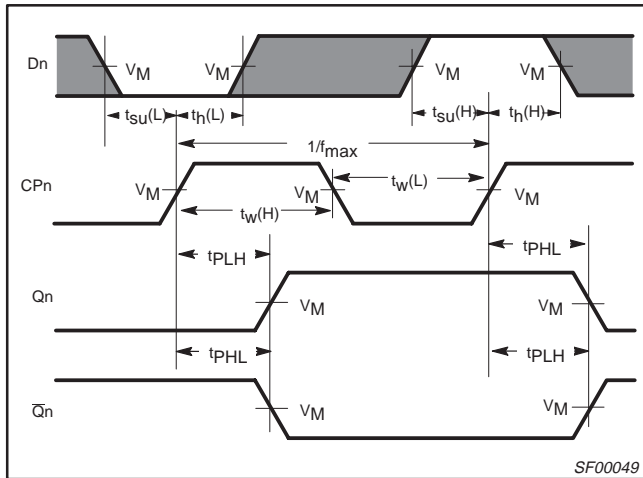 Dn
VM VM VM VM
tsu(L) th(L) tsu(H) th(H)
1/fmax
CPn
VM VM VM
tw(L)
tw(H)
tPLH tPHL
Qn
VM VM
tPHL tPLH
Q̅n
VM VM
SF00049